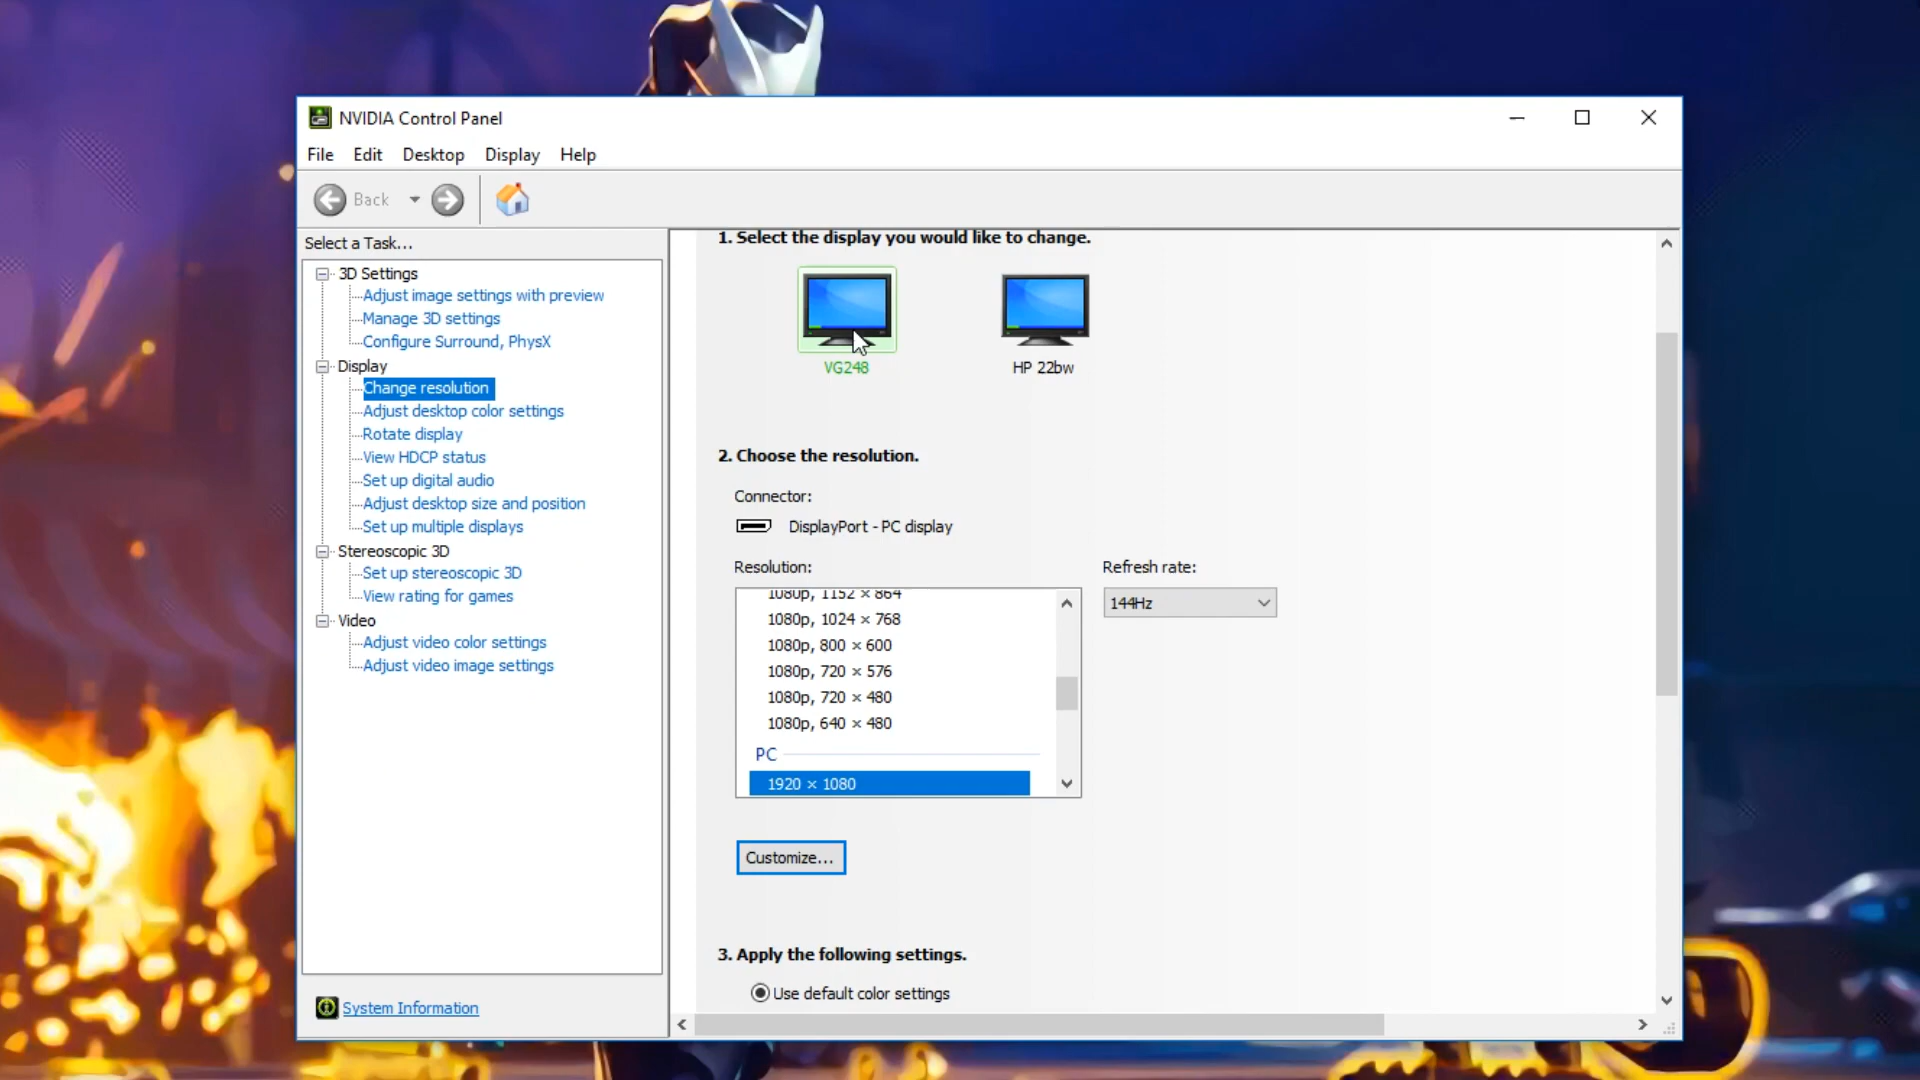 NVIDIA Control Panel
File Edit Desktop Display Help
Back
Select a Task...
3D Settings
Adjust image settings with preview
Manage 3D settings
Configure Surround, PhysX
Display
Change resolution
Adjust desktop color settings
Rotate display
View HDCP status
Set up digital audio
Adjust desktop size and position
Set up multiple displays
Stereoscopic 3D
Set up stereoscopic 3D
View rating for games
Video
Adjust video color settings
Adjust video image settings
System Information
1. Select the display you would like to change.
VG248 HP 22bw
2. Choose the resolution.
Connector:
DisplayPort - PC display
Resolution: Refresh rate:
144Hz
1080p, 1152 × 864
1080p, 1024 × 768
1080p, 800 × 600
1080p, 720 × 576
1080p, 720 × 480
1080p, 640 × 480
PC
1920 × 1080
Customize...
3. Apply the following settings.
Use default color settings